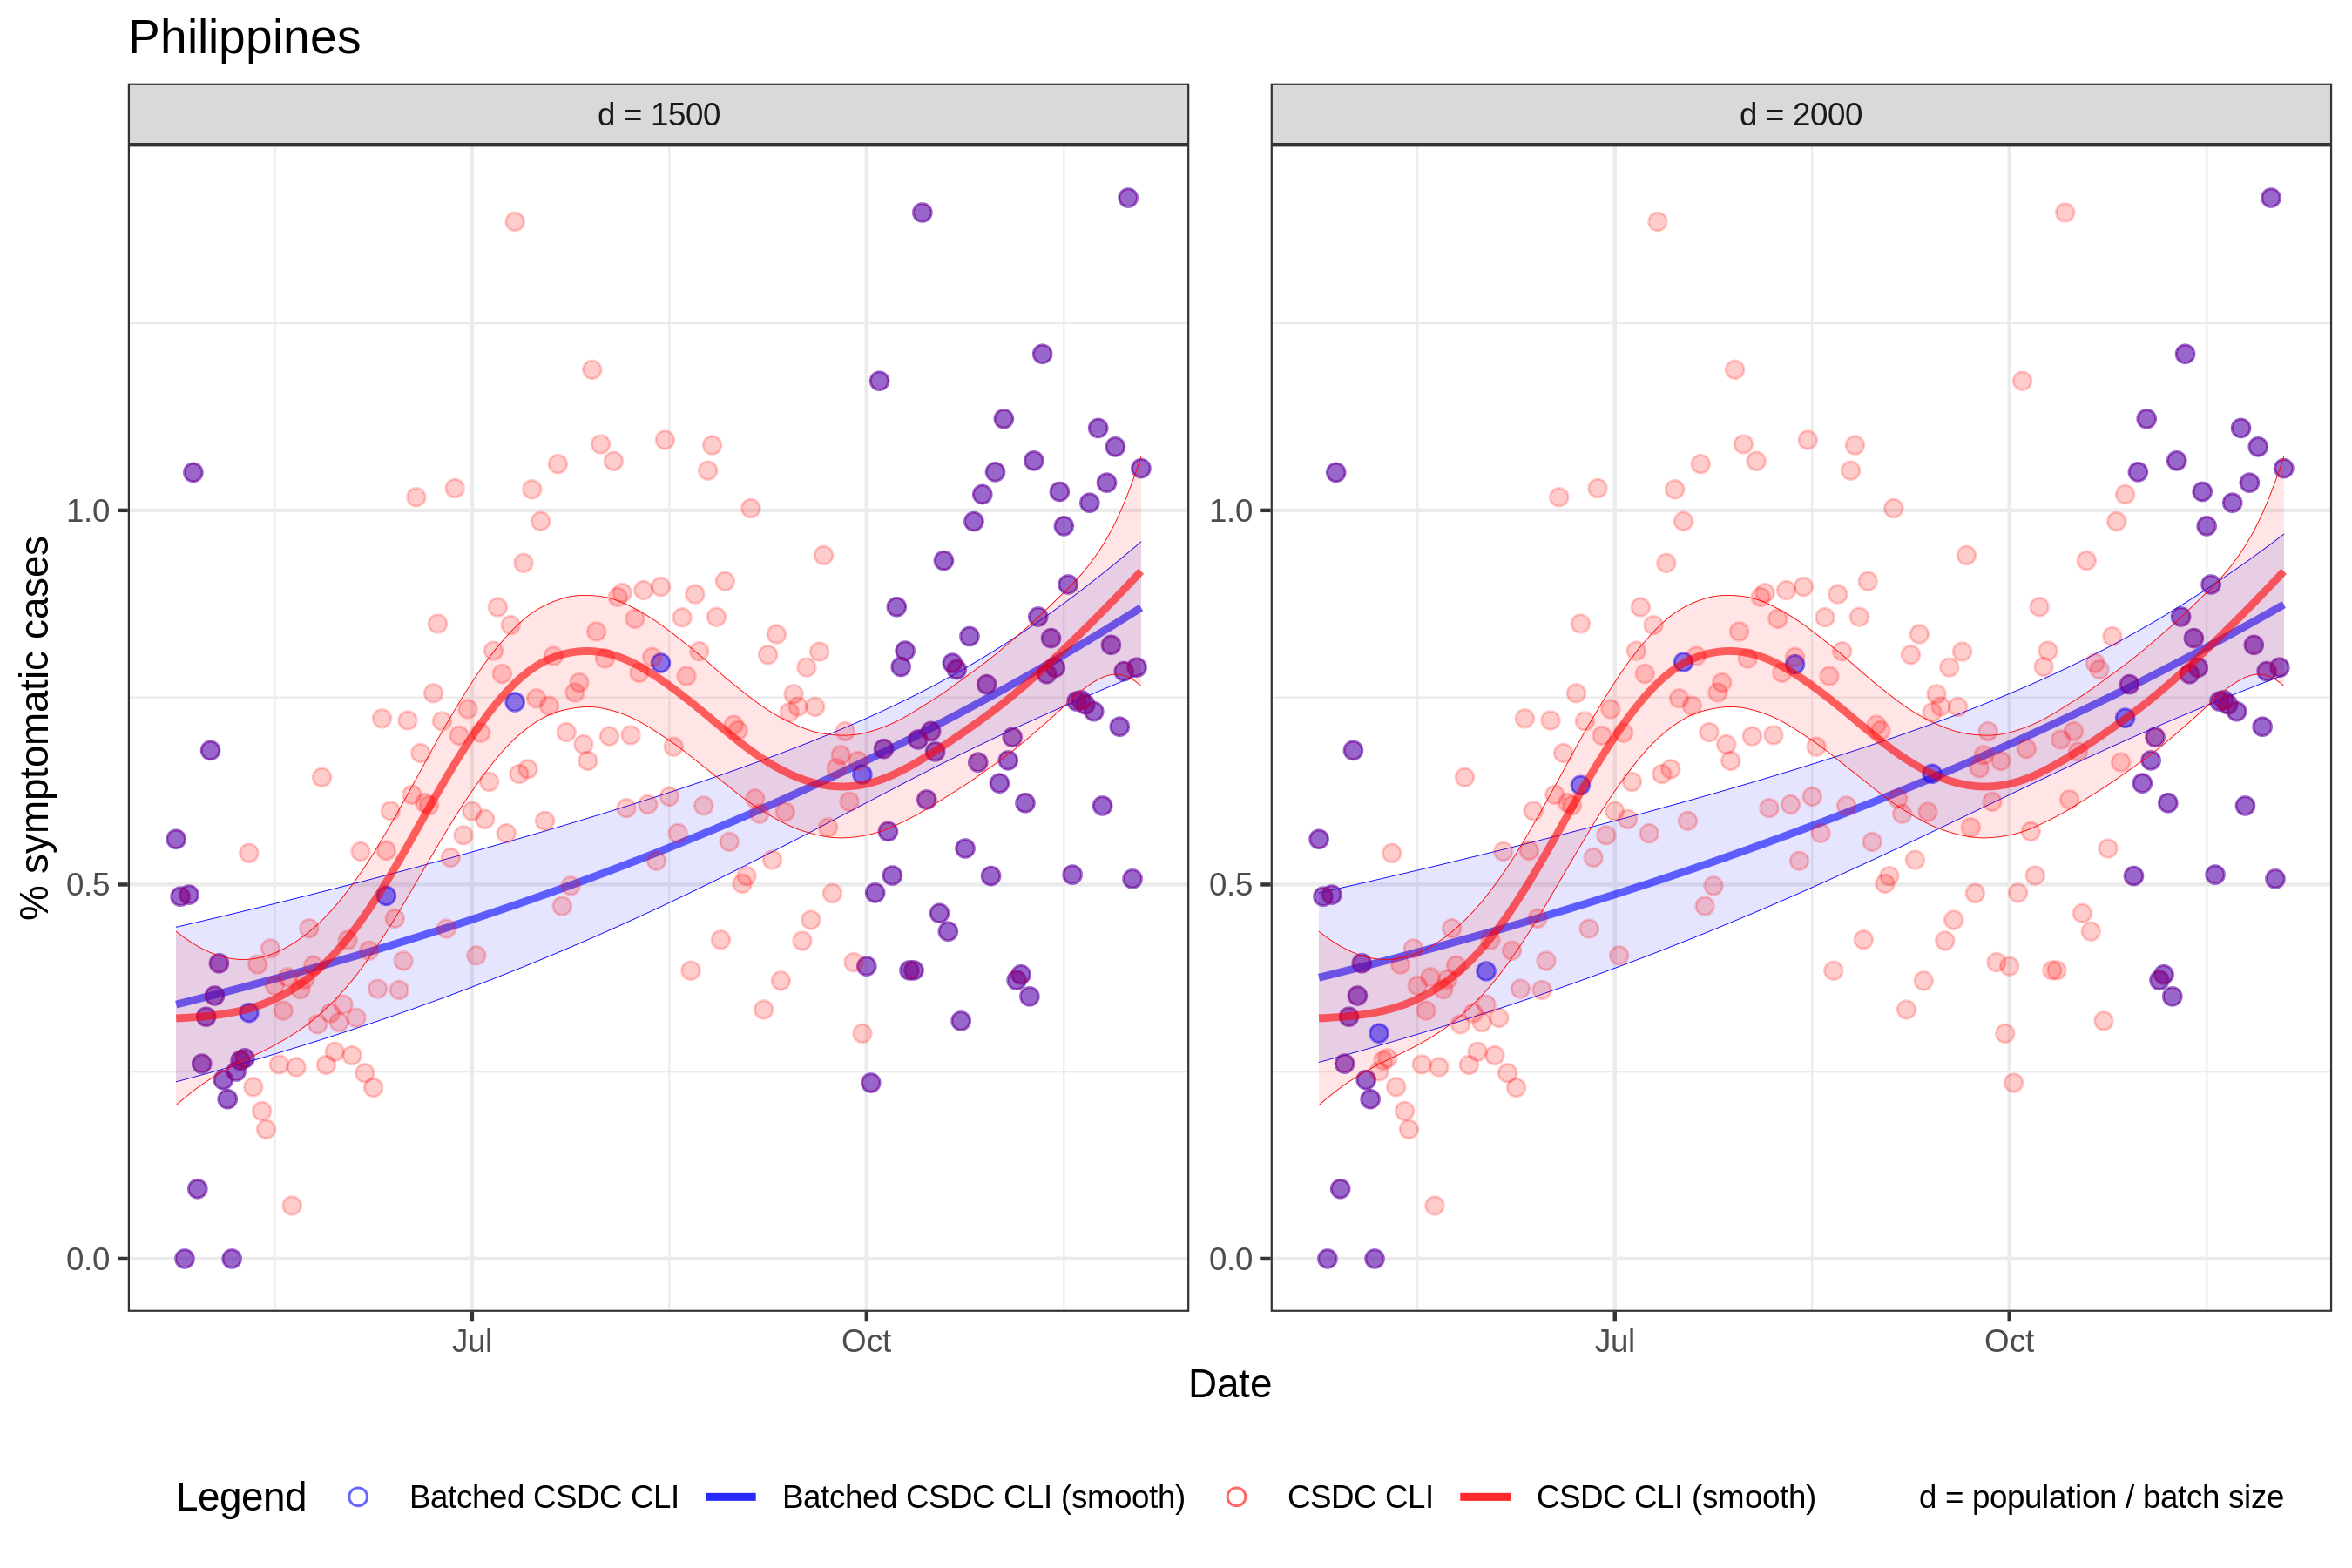 Philippines
d = 1500
d = 2000
% symptomatic cases
1.0
0.5
0.0
1.0
0.5
0.0
Jul
Oct
Jul
Oct
Date
Legend
Batched CSDC CLI
Batched CSDC CLI (smooth)
CSDC CLI
CSDC CLI (smooth)
d = population / batch size